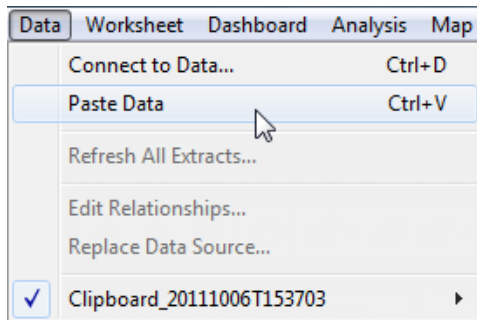 Data Worksheet Dashboard Analysis Map
Connect to Data... Ctrl+D
Paste Data Ctrl+V
Refresh All Extracts...
Edit Relationships...
Replace Data Source...
Clipboard_20111006T153703